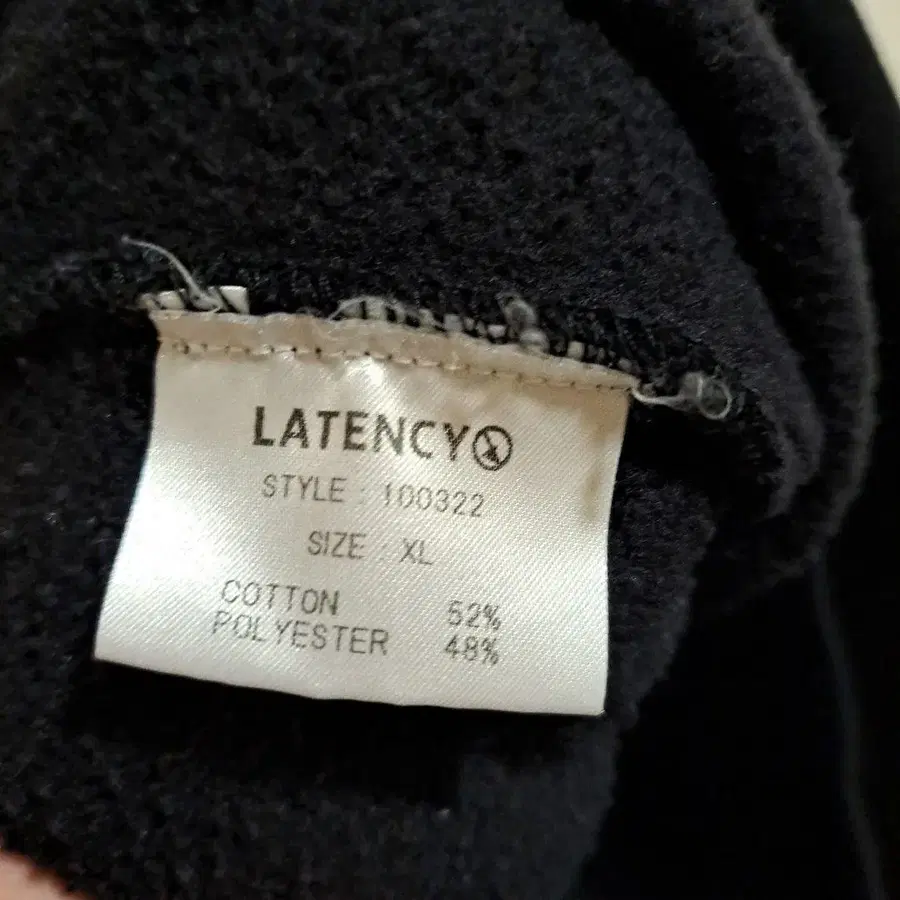 LATENCY
STYLE : 100322
SIZE : XL
COTTON 52%
POLYESTER 48%